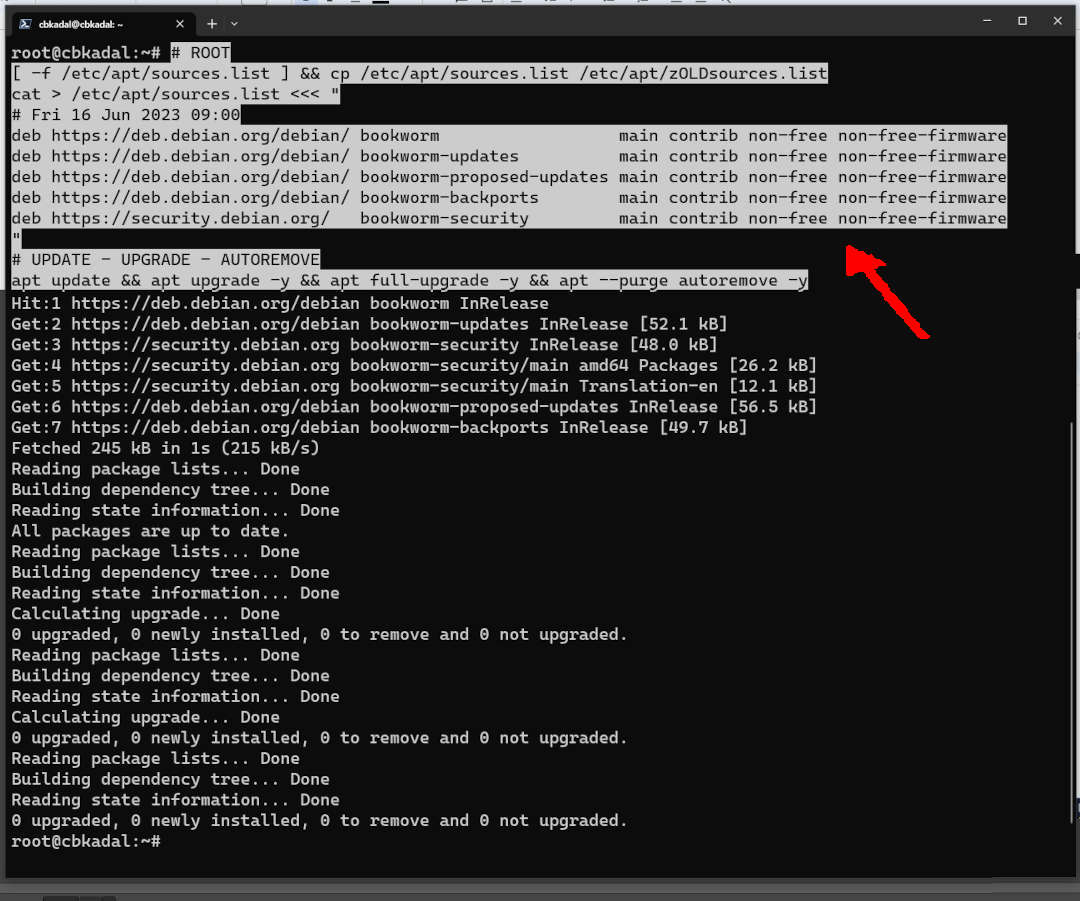 cbkadal@cbkadal: ~
root@cbkadal:~# # ROOT
[ -f /etc/apt/sources.list ] && cp /etc/apt/sources.list /etc/apt/zOLDsources.list
cat > /etc/apt/sources.list <<< "
# Fri 16 Jun 2023 09:00
deb https://deb.debian.org/debian/ bookworm                  main contrib non-free non-free-firmware
deb https://deb.debian.org/debian/ bookworm-updates          main contrib non-free non-free-firmware
deb https://deb.debian.org/debian/ bookworm-proposed-updates main contrib non-free non-free-firmware
deb https://deb.debian.org/debian/ bookworm-backports        main contrib non-free non-free-firmware
deb https://security.debian.org/   bookworm-security         main contrib non-free non-free-firmware
"
# UPDATE - UPGRADE - AUTOREMOVE
apt update && apt upgrade -y && apt full-upgrade -y && apt --purge autoremove -y
Hit:1 https://deb.debian.org/debian bookworm InRelease
Get:2 https://deb.debian.org/debian bookworm-updates InRelease [52.1 kB]
Get:3 https://security.debian.org bookworm-security InRelease [48.0 kB]
Get:4 https://security.debian.org bookworm-security/main amd64 Packages [26.2 kB]
Get:5 https://security.debian.org bookworm-security/main Translation-en [12.1 kB]
Get:6 https://deb.debian.org/debian bookworm-proposed-updates InRelease [56.5 kB]
Get:7 https://deb.debian.org/debian bookworm-backports InRelease [49.7 kB]
Fetched 245 kB in 1s (215 kB/s)
Reading package lists... Done
Building dependency tree... Done
Reading state information... Done
All packages are up to date.
Reading package lists... Done
Building dependency tree... Done
Reading state information... Done
Calculating upgrade... Done
0 upgraded, 0 newly installed, 0 to remove and 0 not upgraded.
Reading package lists... Done
Building dependency tree... Done
Reading state information... Done
Calculating upgrade... Done
0 upgraded, 0 newly installed, 0 to remove and 0 not upgraded.
Reading package lists... Done
Building dependency tree... Done
Reading state information... Done
0 upgraded, 0 newly installed, 0 to remove and 0 not upgraded.
root@cbkadal:~#